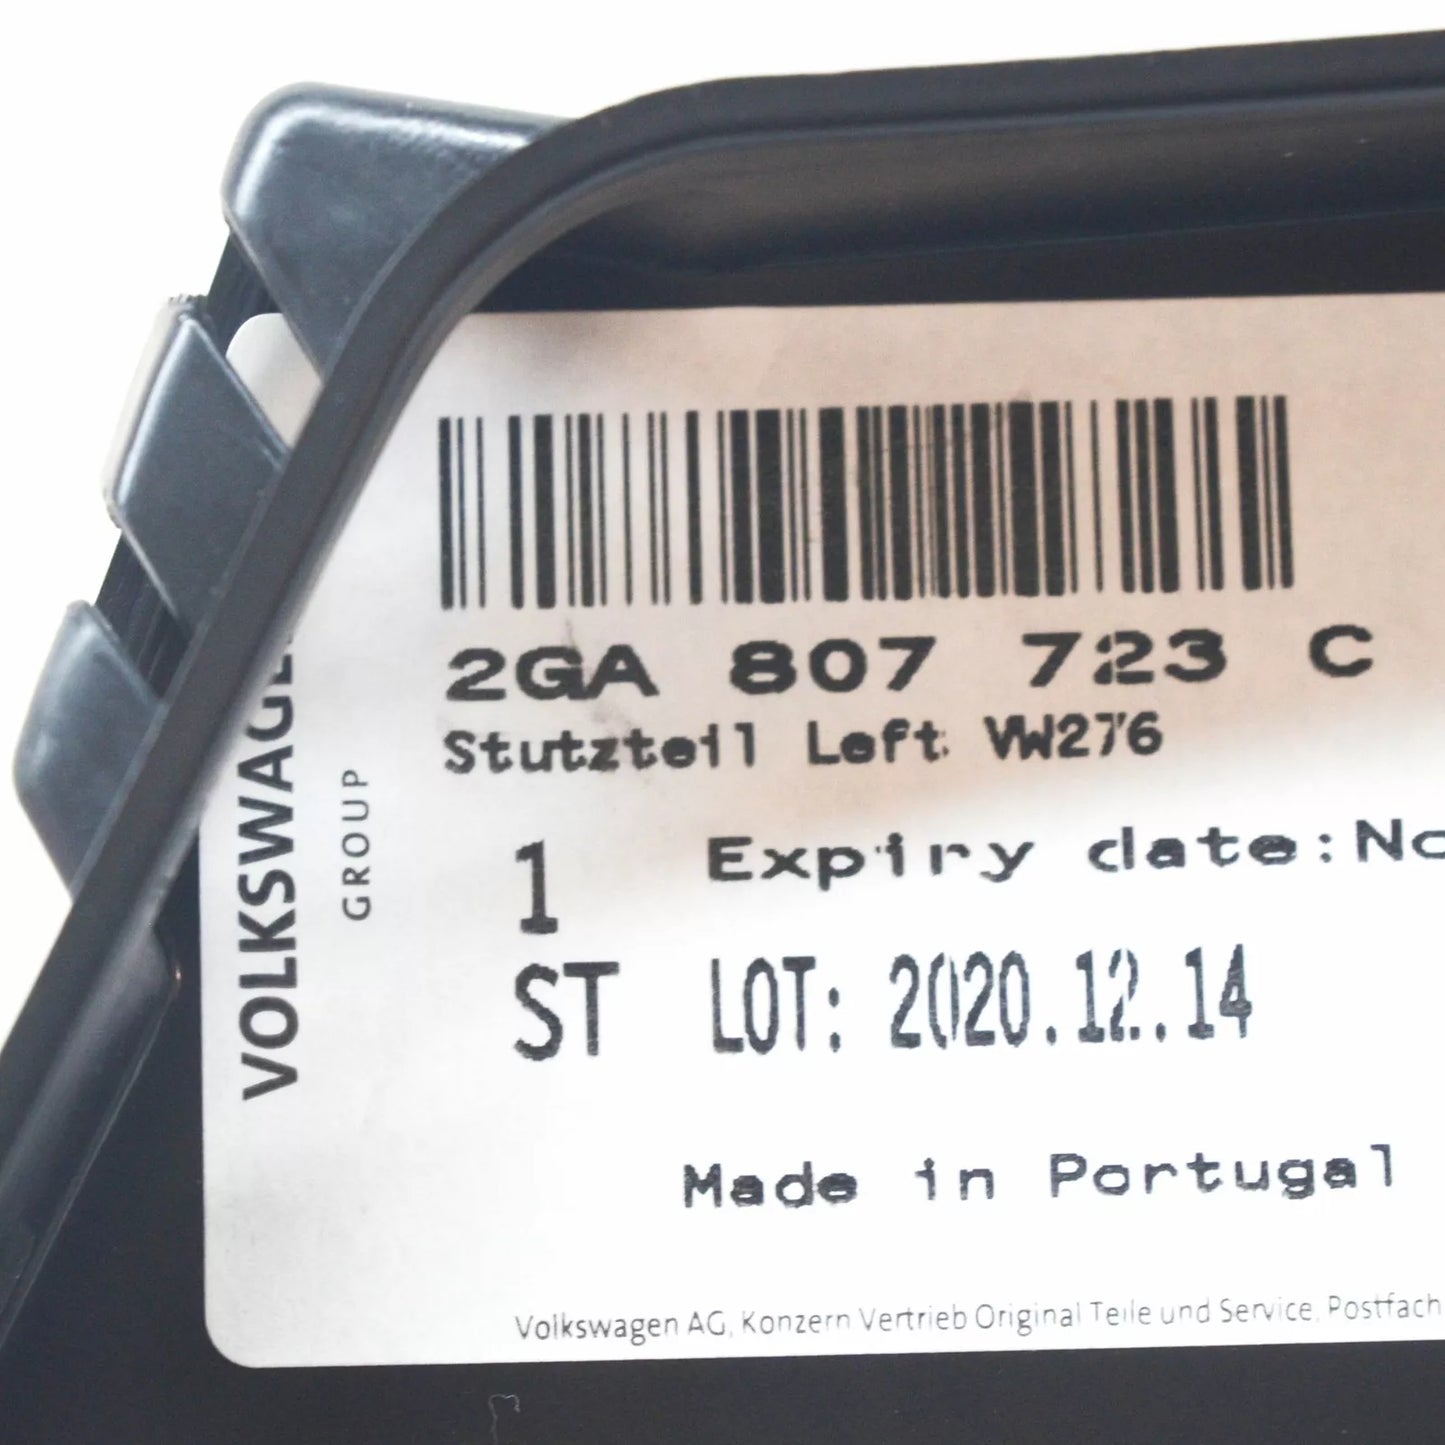 2GA 807 723 C
Stutzteil Left VW276
1 Expiry date:No
ST LOT: 2020.12.14
Made in Portugal
Volkswagen AG, Konzern Vertrieb Original Teile und Service, Postfach
VOLKSWAGE
GROUP